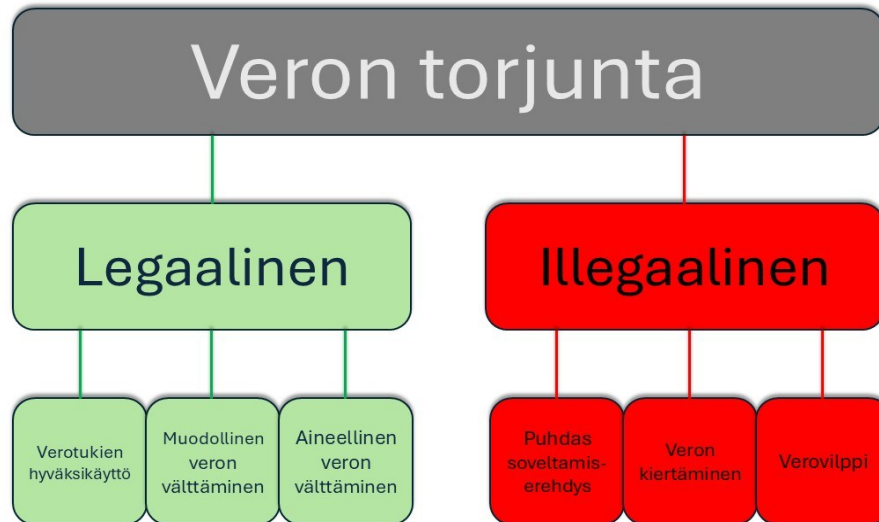 Veron torjunta
Legaalinen
Illegaalinen
Verotukien
hyväksikäyttö
Muodollinen
veron
välttäminen
Aineellinen
veron
välttäminen
Puhdas
soveltamis-
erehdys
Veron
kiertäminen
Verovilppi